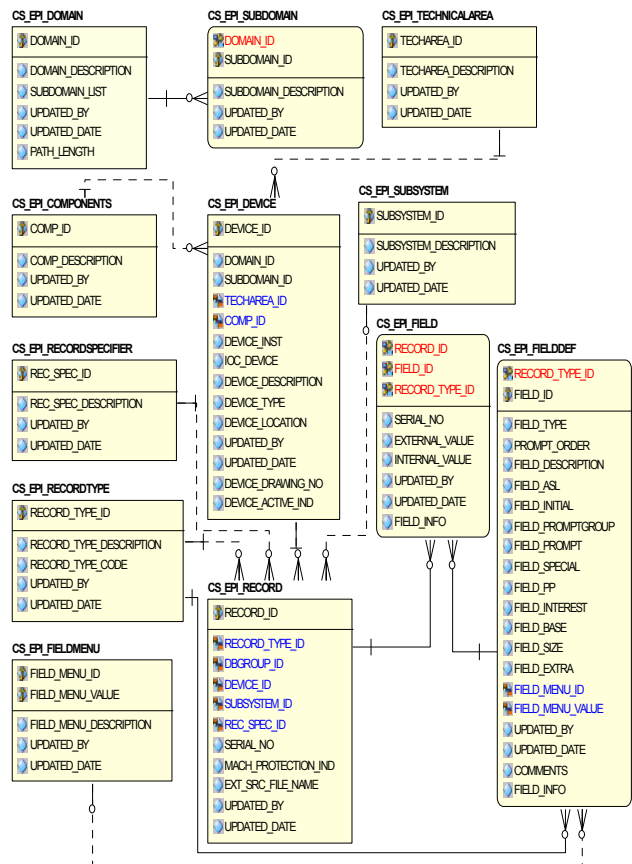 CS_EPI_DOMAIN
DOMAIN_ID
DOMAIN_DESCRIPTION
SUBDOMAIN_LIST
UPDATED_BY
UPDATED_DATE
PATH_LENGTH
CS_EPI_SUBDOMAIN
DOMAIN_ID
SUBDOMAIN_ID
SUBDOMAIN_DESCRIPTION
UPDATED_BY
UPDATED_DATE
CS_EPI_TECHNICALAREA
TECHAREA_ID
TECHAREA_DESCRIPTION
UPDATED_BY
UPDATED_DATE
CS_EPI_COMPONENTS
COMP_ID
COMP_DESCRIPTION
UPDATED_BY
UPDATED_DATE
CS_EPI_DEVICE
DEVICE_ID
DOMAIN_ID
SUBDOMAIN_ID
TECHAREA_ID
COMP_ID
DEVICE_INST
IOC_DEVICE
DEVICE_DESCRIPTION
DEVICE_TYPE
DEVICE_LOCATION
UPDATED_BY
UPDATED_DATE
DEVICE_DRAWING_NO
DEVICE_ACTIVE_IND
CS_EPI_SUBSYSTEM
SUBSYSTEM_ID
SUBSYSTEM_DESCRIPTION
UPDATED_BY
UPDATED_DATE
CS_EPI_RECORDSPECIFIER
REC_SPEC_ID
REC_SPEC_DESCRIPTION
UPDATED_BY
UPDATED_DATE
CS_EPI_FIELD
RECORD_ID
FIELD_ID
RECORD_TYPE_ID
SERIAL_NO
EXTERNAL_VALUE
INTERNAL_VALUE
UPDATED_BY
UPDATED_DATE
FIELD_INFO
CS_EPI_FIELDDEF
RECORD_TYPE_ID
FIELD_ID
FIELD_TYPE
PROMPT_ORDER
FIELD_DESCRIPTION
FIELD_ASL
FIELD_INITIAL
FIELD_PROMPTGROUP
FIELD_PROMPT
FIELD_SPECIAL
FIELD_PP
FIELD_INTEREST
FIELD_BASE
FIELD_SIZE
FIELD_EXTRA
FIELD_MENU_ID
FIELD_MENU_VALUE
UPDATED_BY
UPDATED_DATE
COMMENTS
FIELD_INFO
CS_EPI_RECORDTYPE
RECORD_TYPE_ID
RECORD_TYPE_DESCRIPTION
RECORD_TYPE_CODE
UPDATED_BY
UPDATED_DATE
CS_EPI_RECORD
RECORD_ID
RECORD_TYPE_ID
DBGROUP_ID
DEVICE_ID
SUBSYSTEM_ID
REC_SPEC_ID
SERIAL_NO
MACH_PROTECTION_IND
EXT_SRC_FILE_NAME
UPDATED_BY
UPDATED_DATE
CS_EPI_FIELDMENU
FIELD_MENU_ID
FIELD_MENU_VALUE
FIELD_MENU_DESCRIPTION
UPDATED_BY
UPDATED_DATE